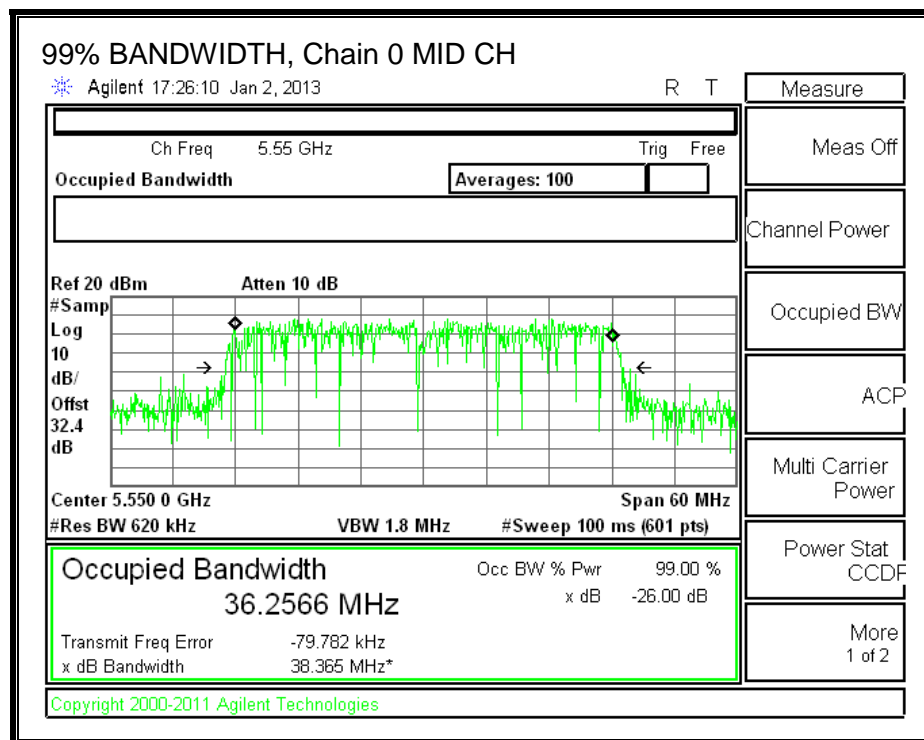 99% BANDWIDTH, Chain 0 MID CH
Agilent 17:26:10 Jan 2, 2013 R T
Measure
Ch Freq 5.55 GHz Trig Free
Meas Off
Occupied Bandwidth Averages: 100
Channel Power
Ref 20 dBm Atten 10 dB
#Samp
Log
10
dB/
Offst
32.4
dB
Occupied BW
ACP
Multi Carrier
Power
Center 5.550 0 GHz Span 60 MHz
#Res BW 620 kHz VBW 1.8 MHz #Sweep 100 ms (601 pts)
Power Stat
CCDF
Occupied Bandwidth Occ BW % Pwr 99.00 %
36.2566 MHz x dB -26.00 dB
Transmit Freq Error -79.782 kHz
x dB Bandwidth 38.365 MHz*
More
1 of 2
Copyright 2000-2011 Agilent Technologies